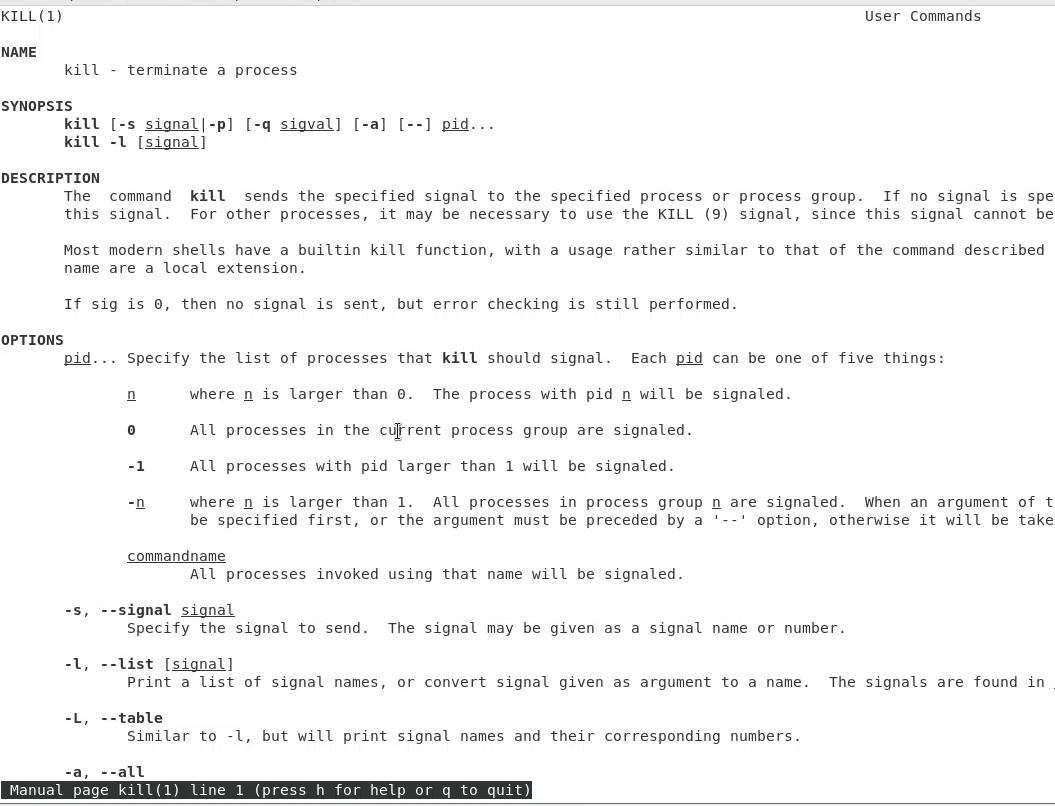 KILL(1) User Commands
NAME
kill - terminate a process
SYNOPSIS
kill [-s signal|-p] [-q sigval] [-a] [--] pid...
kill -l [signal]
DESCRIPTION
The command kill sends the specified signal to the specified process or process group. If no signal is spe
this signal. For other processes, it may be necessary to use the KILL (9) signal, since this signal cannot be
Most modern shells have a builtin kill function, with a usage rather similar to that of the command described
name are a local extension.
If sig is 0, then no signal is sent, but error checking is still performed.
OPTIONS
pid... Specify the list of processes that kill should signal. Each pid can be one of five things:
n where n is larger than 0. The process with pid n will be signaled.
0 All processes in the current process group are signaled.
-1 All processes with pid larger than 1 will be signaled.
-n where n is larger than 1. All processes in process group n are signaled. When an argument of t
be specified first, or the argument must be preceded by a '--' option, otherwise it will be take
commandname
All processes invoked using that name will be signaled.
-s, --signal signal
Specify the signal to send. The signal may be given as a signal name or number.
-l, --list [signal]
Print a list of signal names, or convert signal given as argument to a name. The signals are found in
-L, --table
Similar to -l, but will print signal names and their corresponding numbers.
-a, --all
Manual page kill(1) line 1 (press h for help or q to quit)